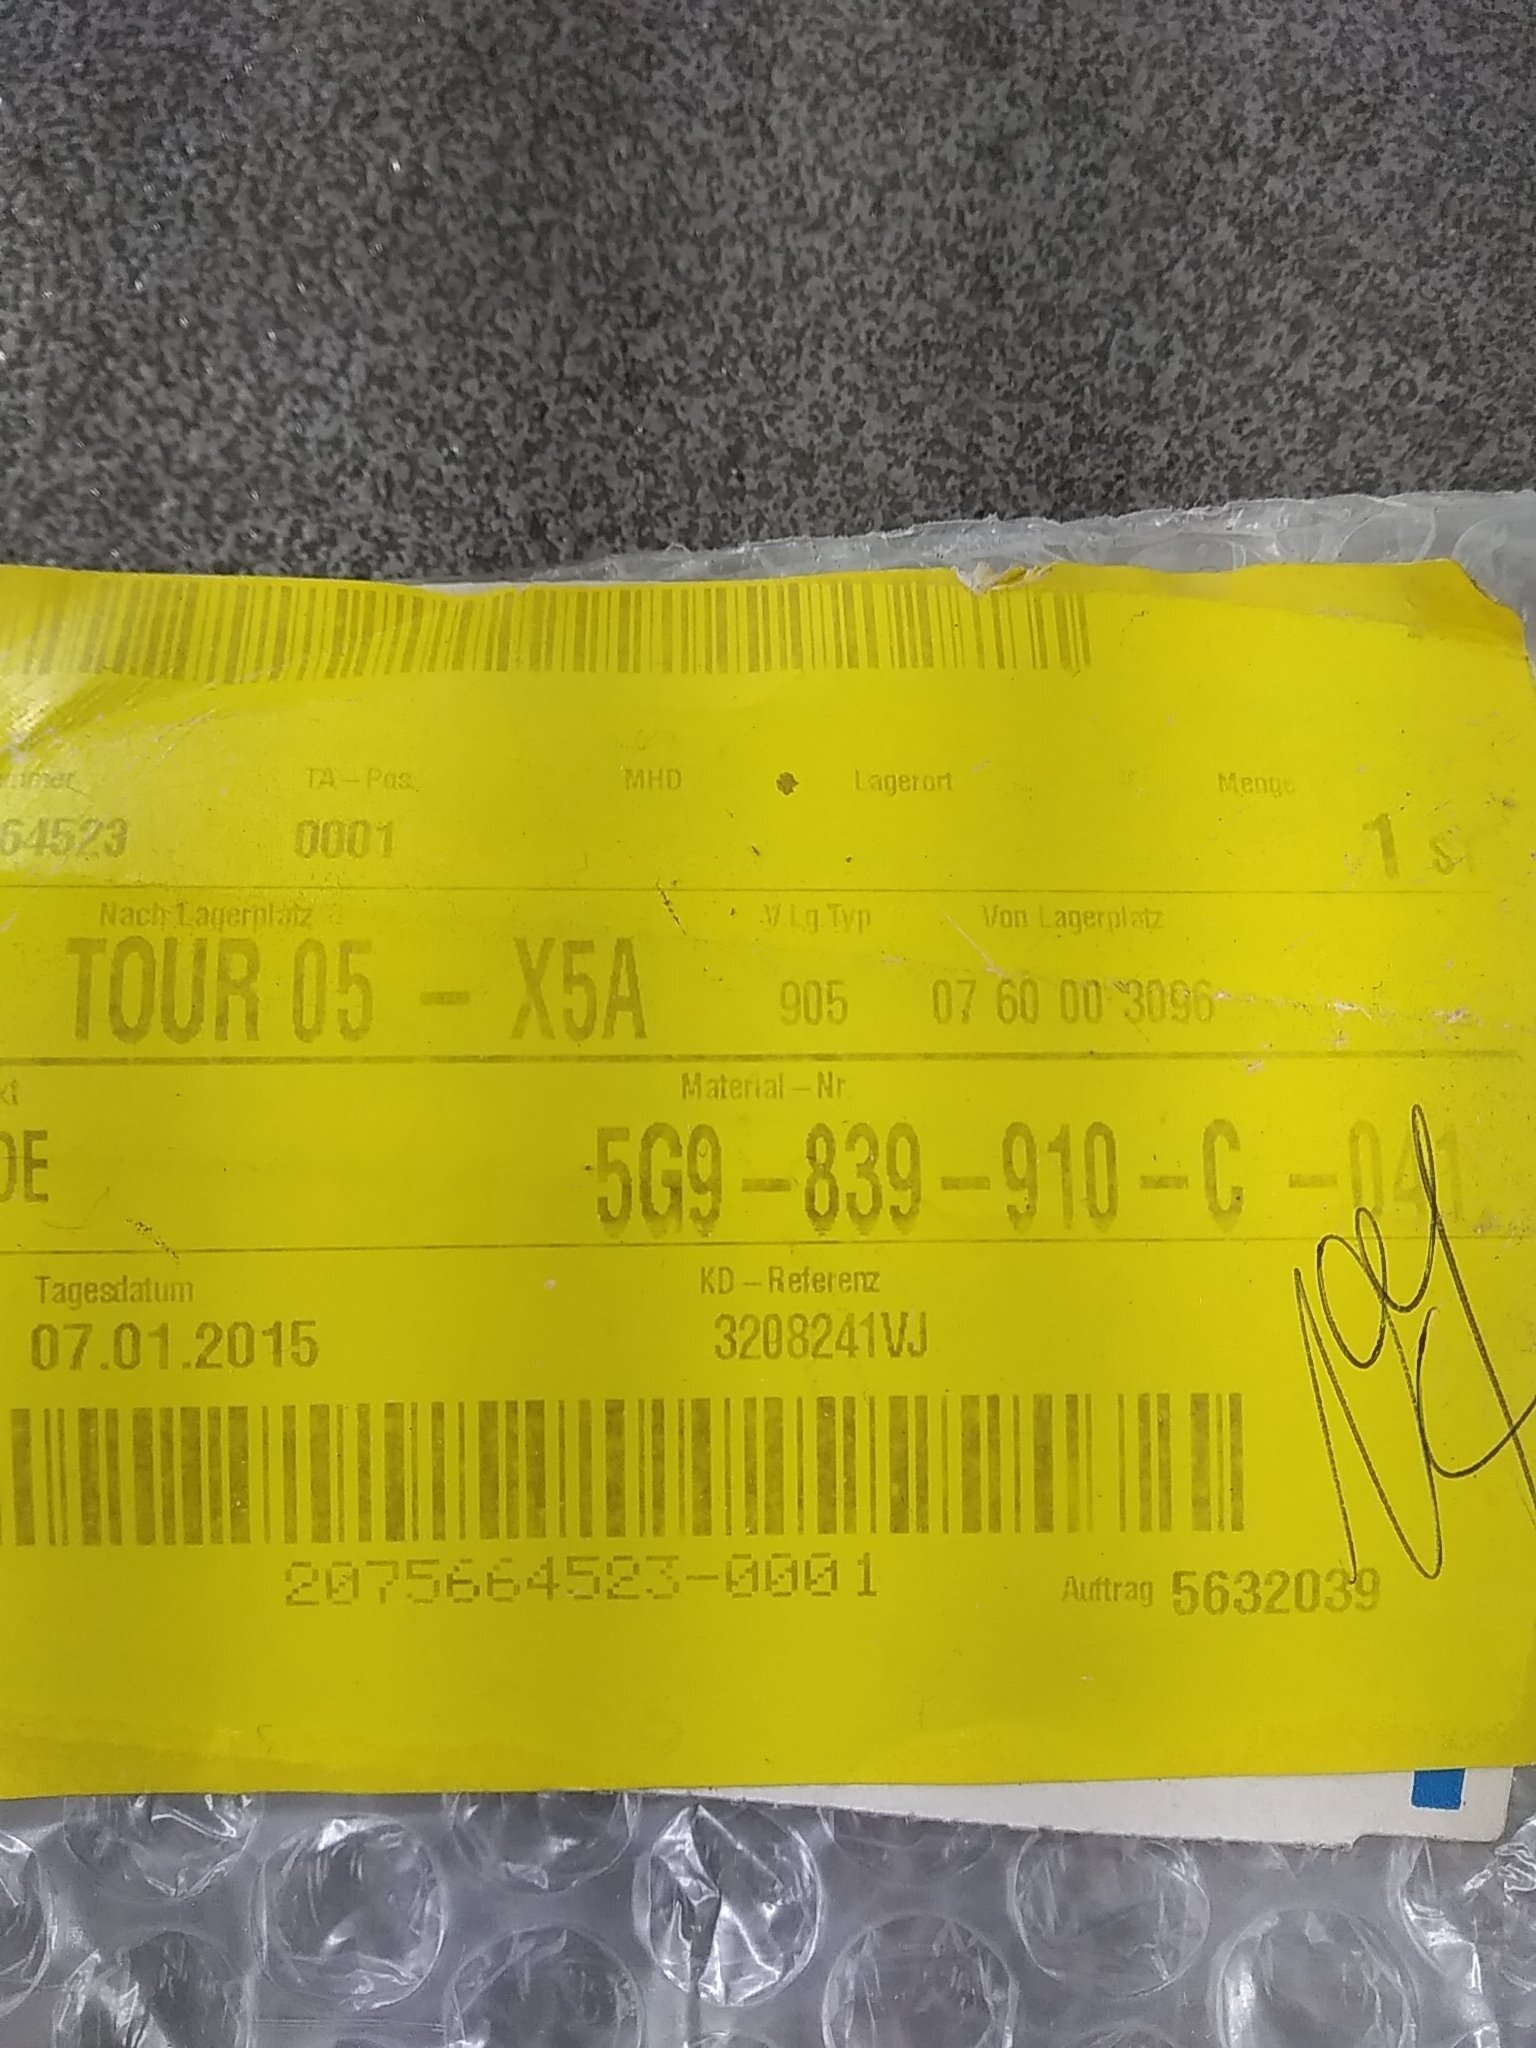 TA-Pos. MHD Lagerort Menge
64523 0001 1
Nach Lagerplatz V.Lg.Typ Von Lagerplatz
TOUR 05 - X5A 905 07 60 00 3096
Material-Nr
DE 5G9-839-910-C -041
Tagesdatum KD-Referenz
07.01.2015 3208241VJ
2075664523-0001 Auftrag 5632039